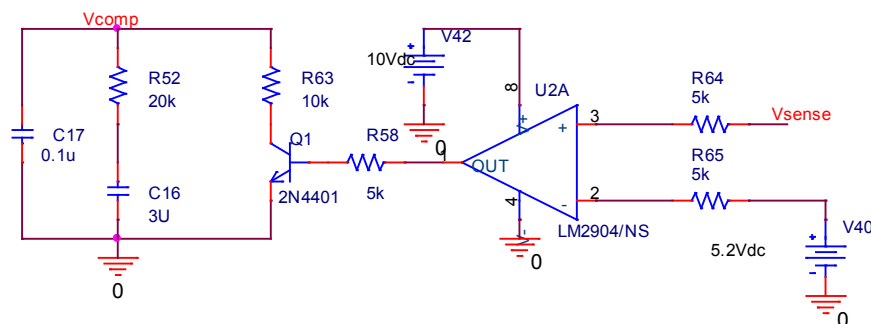 Vcomp
V42
10Vdc
8
U2A
R52
20k
R63
10k
R64
5k
Vsense
V+
3
+
0
C17
0.1u
Q1
R58
1
OUT
R65
5k
C16
3U
2N4401
5k
2
-
4
V-
LM2904/NS
V40
5.2Vdc
0
0
0